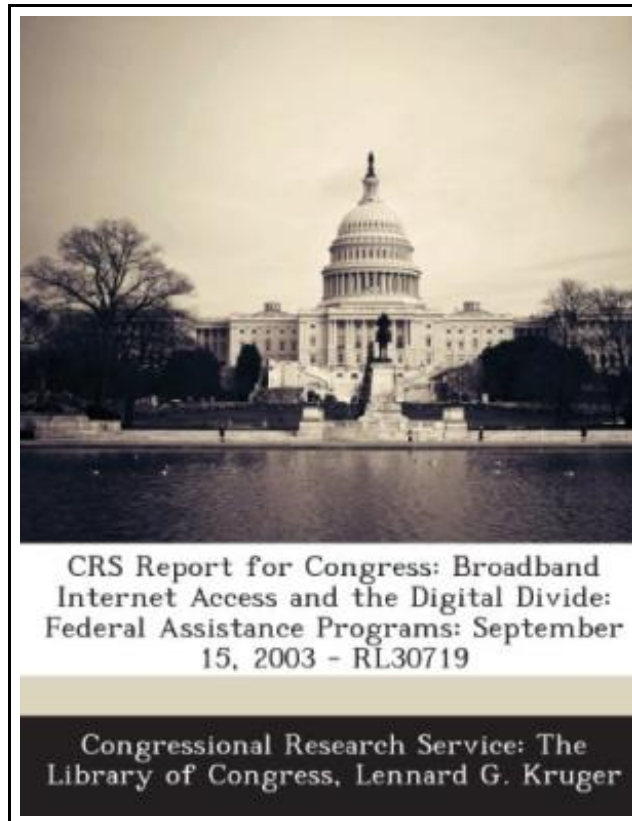 CRS Report for Congress: Broadband
Internet Access and the Digital Divide:
Federal Assistance Programs: September
15, 2003 - RL30719
Congressional Research Service: The
Library of Congress, Lennard G. Kruger